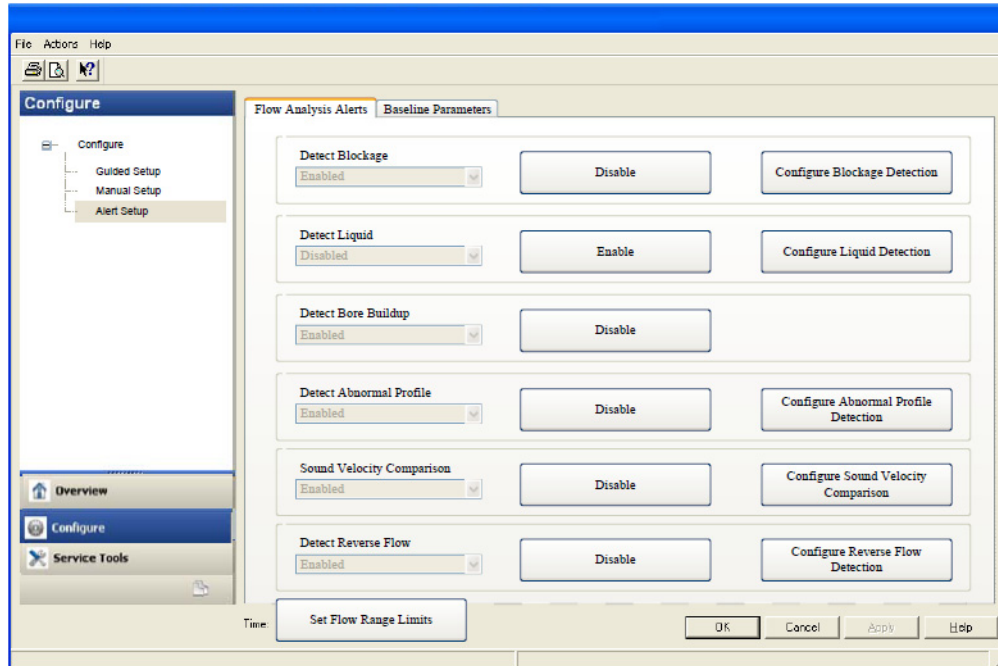 File Actions Help
Configure
Configure
Guided Setup
Manual Setup
Alert Setup
Overview
Configure
Service Tools
Flow Analysis Alerts
Baseline Parameters
Detect Blockage
Enabled
Disable
Configure Blockage Detection
Detect Liquid
Disabled
Enable
Configure Liquid Detection
Detect Bore Buildup
Enabled
Disable
Detect Abnormal Profile
Enabled
Disable
Configure Abnormal Profile
Detection
Sound Velocity Comparison
Enabled
Disable
Configure Sound Velocity
Comparison
Detect Reverse Flow
Enabled
Disable
Configure Reverse Flow
Detection
Time:
Set Flow Range Limits
OK
Cancel
Apply
Help